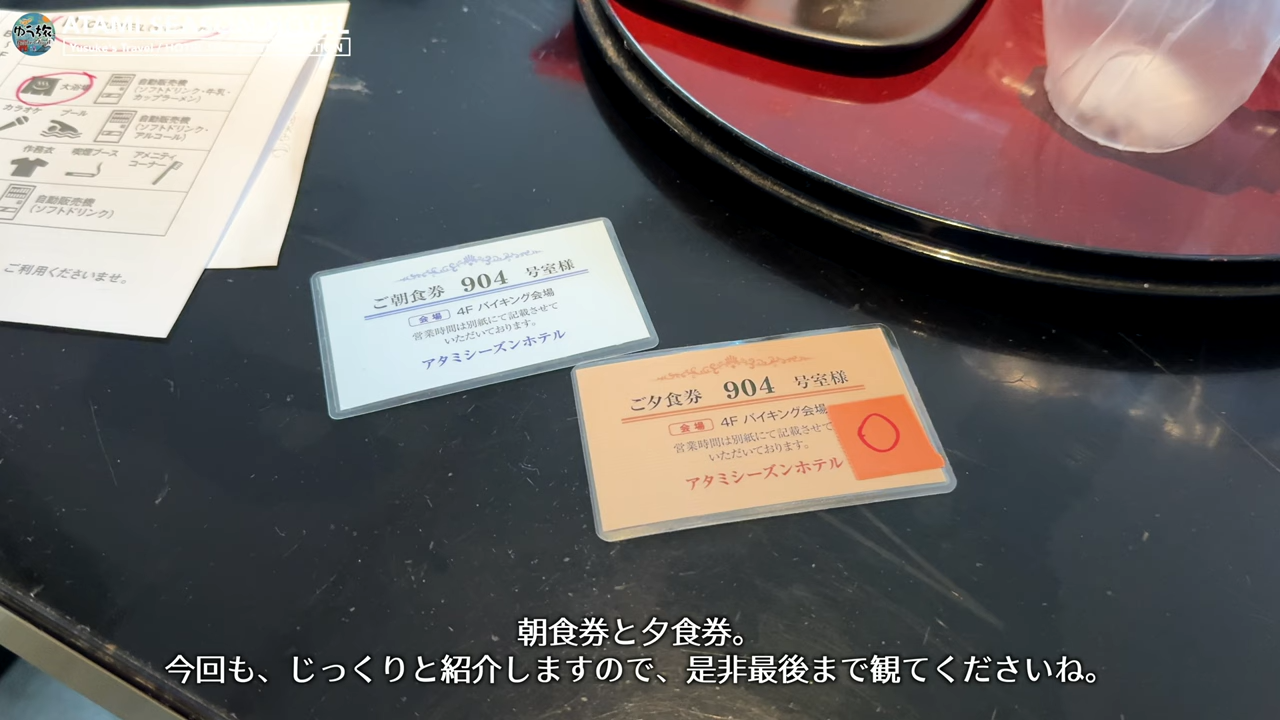 ゆう旅
大浴場
自動販売機
(ソフトドリンク・牛乳・
カップラーメン)
カラオケ
プール
自動販売機
(ソフトドリンク・
アルコール)
作務衣
喫煙ブース
アメニティ
コーナー
自動販売機
(ソフトドリンク)
ご利用くださいませ。
ご朝食券 904 号室様
会場 4F バイキング会場
営業時間は別紙にて記載させて
いただいております。
アタミシーズンホテル
ご夕食券 904 号室様
会場 4F バイキング会場
営業時間は別紙にて記載させて
いただいております。
アタミシーズンホテル
朝食券と夕食券。
今回も、じっくりと紹介しますので、是非最後まで観てくださいね。